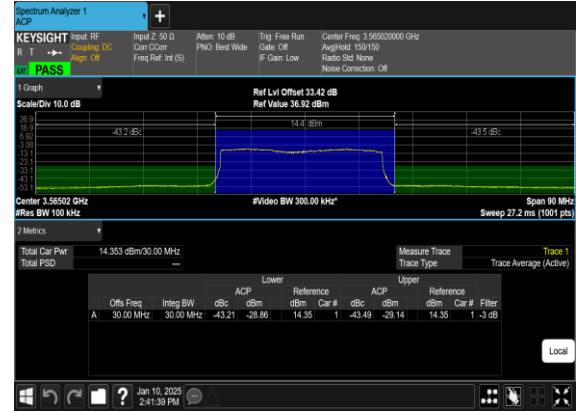 Spectrum Analyzer 1
ACP
KEYSIGHT Input: RF Input Z: 50 Ω Atten: 10 dB Trig: Free Run Center Freq: 3.565020000 GHz
R T Coupling: DC Corr CCorr PNO: Best Wide Gate: Off Avg|Hold: 150/150
Align: Off Freq Ref: Int (S) IF Gain: Low Radio Std: None
Noise Correction: Off
PASS
1 Graph
Ref Lvl Offset 33.42 dB
Scale/Div 10.0 dB Ref Value 36.92 dBm
26.9
16.9
6.92
-3.08
-13.1
-23.1
-33.1
-43.1
-53.1
-43.2 dBc 14.4 dBm -43.5 dBc
Center 3.56502 GHz #Video BW 300.00 kHz* Span 90 MHz
#Res BW 100 kHz Sweep 27.2 ms (1001 pts)
2 Metrics
Total Car Pwr 14.353 dBm/30.00 MHz Measure Trace Trace 1
Total PSD --- Trace Type Trace Average (Active)
Lower Upper
ACP Reference ACP Reference
Offs Freq Integ BW dBc dBm dBm Car # dBc dBm dBm Car # Filter
A 30.00 MHz 30.00 MHz -43.21 -28.86 14.35 1 -43.49 -29.14 14.35 1 -3 dB
Local
Jan 10, 2025
2:41:39 PM